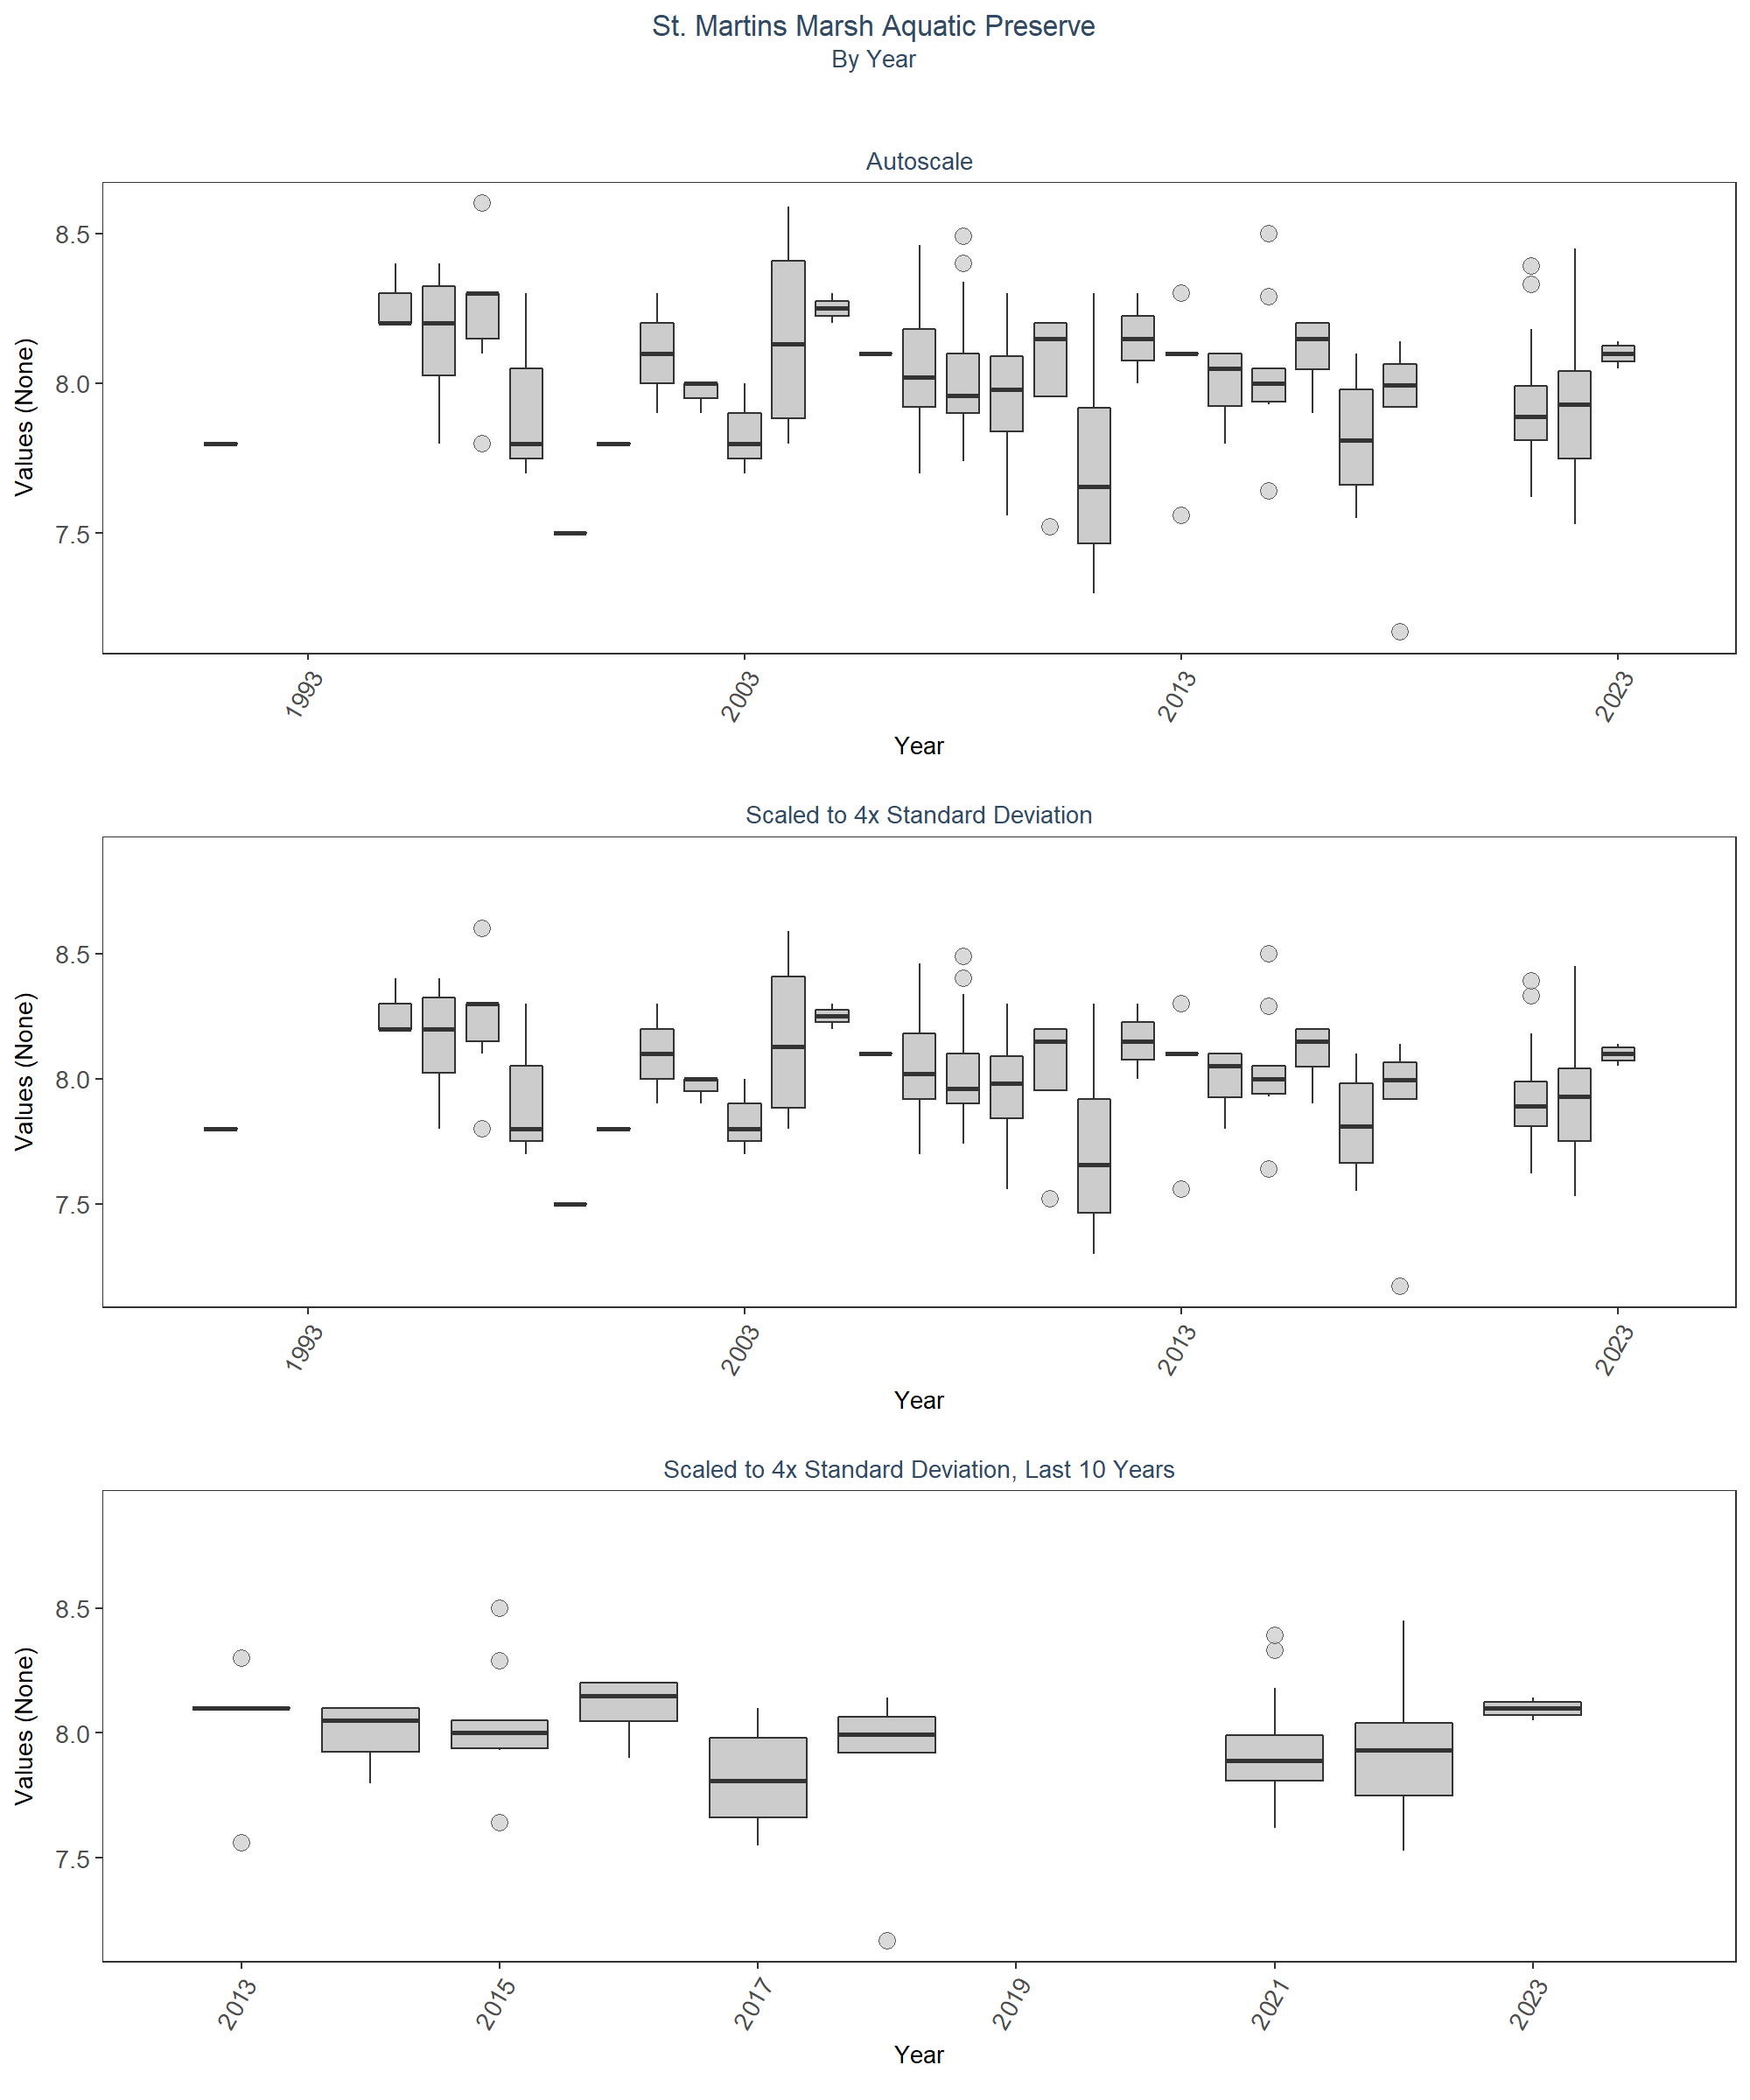 St. Martins Marsh Aquatic Preserve
By Year
Autoscale
Values (None)
8.5
8.0
7.5
1993
2003
2013
2023
Year
Scaled to 4x Standard Deviation
Values (None)
8.5
8.0
7.5
1993
2003
2013
2023
Year
Scaled to 4x Standard Deviation, Last 10 Years
Values (None)
8.5
8.0
7.5
2013
2015
2017
2019
2021
2023
Year